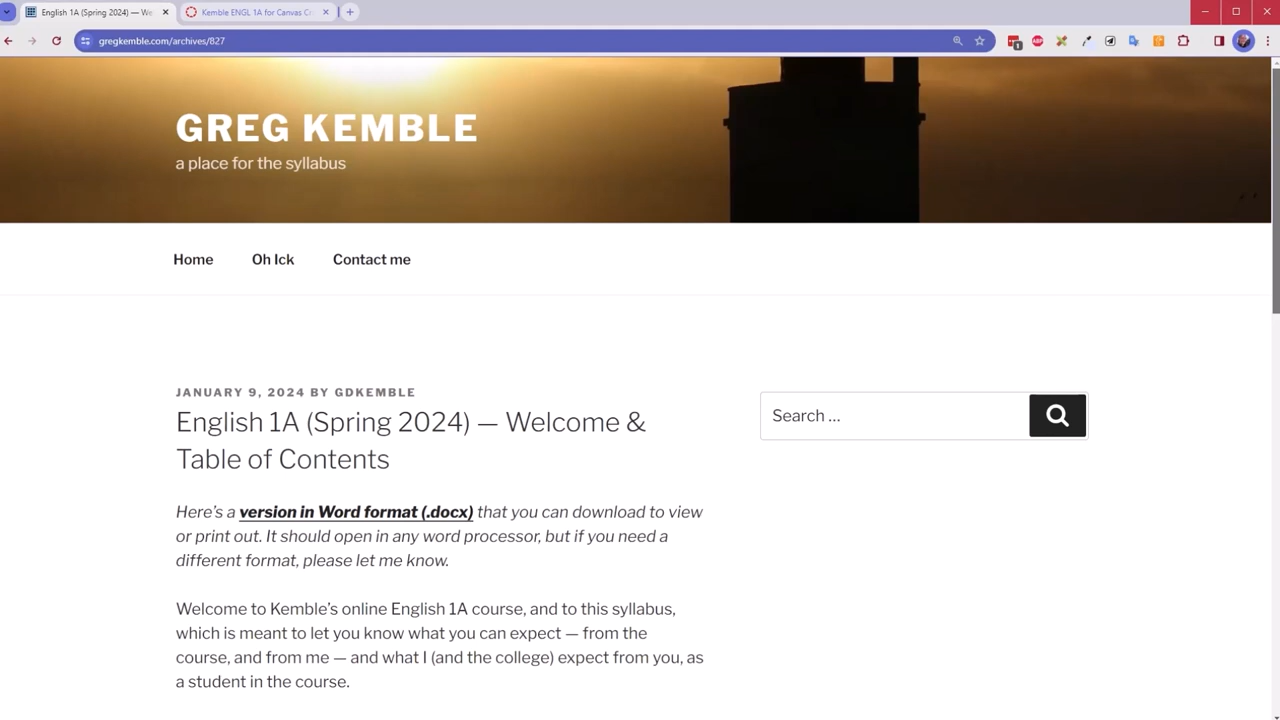 English 1A (Spring 2024) — We
Kemble ENGL 1A for Canvas C
gregkemble.com/archives/827
GREG KEMBLE
a place for the syllabus
Home Oh Ick Contact me
JANUARY 9, 2024 BY GDKEMBLE
English 1A (Spring 2024) — Welcome &
Table of Contents
Search …
Here’s a version in Word format (.docx) that you can download to view
or print out. It should open in any word processor, but if you need a
different format, please let me know.
Welcome to Kemble’s online English 1A course, and to this syllabus,
which is meant to let you know what you can expect — from the
course, and from me — and what I (and the college) expect from you, as
a student in the course.